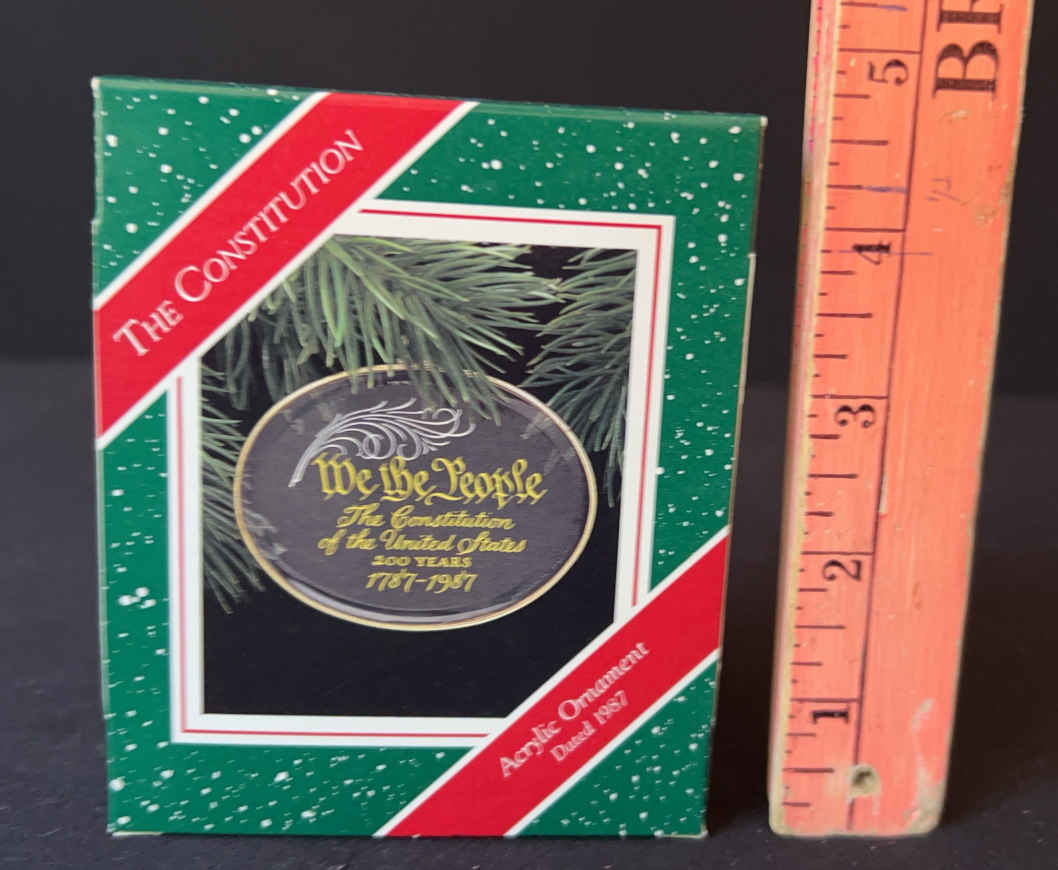 THE CONSTITUTION
We the People
The Constitution
of the United States
200 YEARS
1787-1987
Acrylic Ornament
Dated 1987
5
4
3
2
1